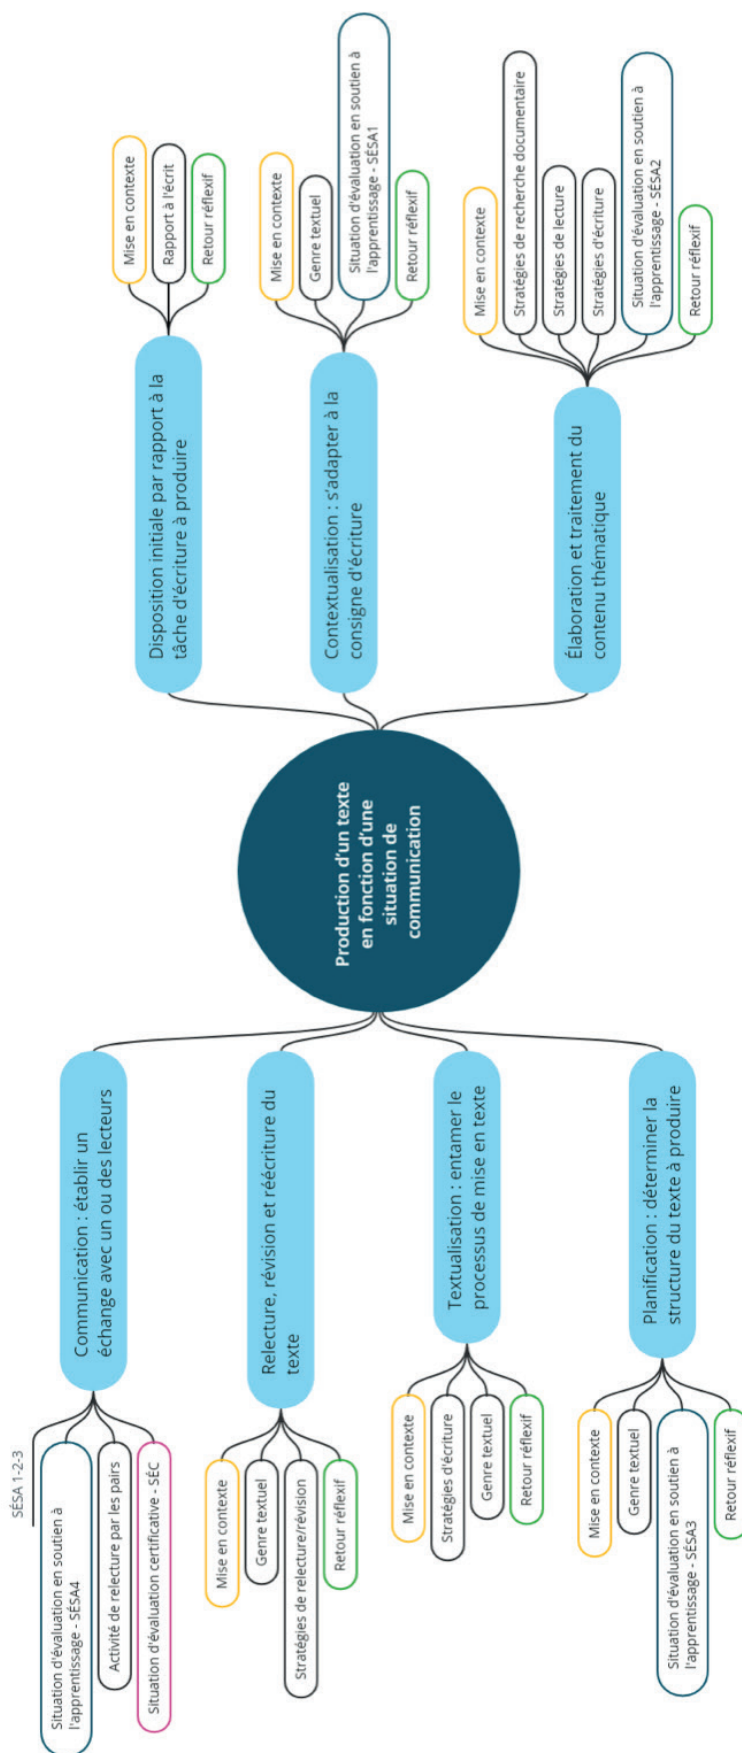 Production d'un texte
en fonction d'une
situation de
communication
Disposition initiale par rapport à la
tâche d'écriture à produire
Mise en contexte
Rapport à l'écrit
Retour réflexif
Contextualisation : s'adapter à la
consigne d'écriture
Mise en contexte
Genre textuel
Situation d'évaluation en soutien à
l'apprentissage - SÉSA1
Retour réflexif
Élaboration et traitement du
contenu thématique
Mise en contexte
Stratégies de recherche documentaire
Stratégies de lecture
Stratégies d'écriture
Situation d'évaluation en soutien à
l'apprentissage - SÉSA2
Retour réflexif
Communication : établir un
échange avec un ou des lecteurs
SÉSA 1-2-3
Situation d'évaluation en soutien à
l'apprentissage - SÉSA4
Activité de relecture par les pairs
Situation d'évaluation certificative - SÉC
Relecture, révision et réécriture du
texte
Mise en contexte
Genre textuel
Stratégies de relecture/révision
Retour réflexif
Textualisation : entamer le
processus de mise en texte
Mise en contexte
Stratégies d'écriture
Genre textuel
Retour réflexif
Planification : déterminer la
structure du texte à produire
Mise en contexte
Genre textuel
Situation d'évaluation en soutien à
l'apprentissage - SÉSA3
Retour réflexif